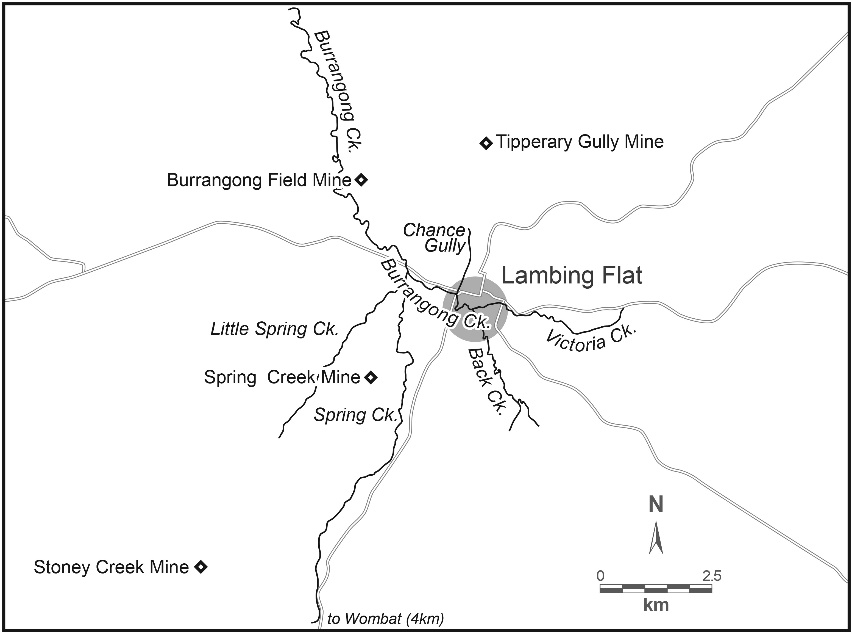 Burrangong Ck.
Tipperary Gully Mine
Burrangong Field Mine
Chance
Gully
Lambing Flat
Burrangong Ck.
Little Spring Ck.
Victoria Ck.
Back Ck.
Spring Creek Mine
Spring Ck.
N
0 2.5
km
Stoney Creek Mine
to Wombat (4km)